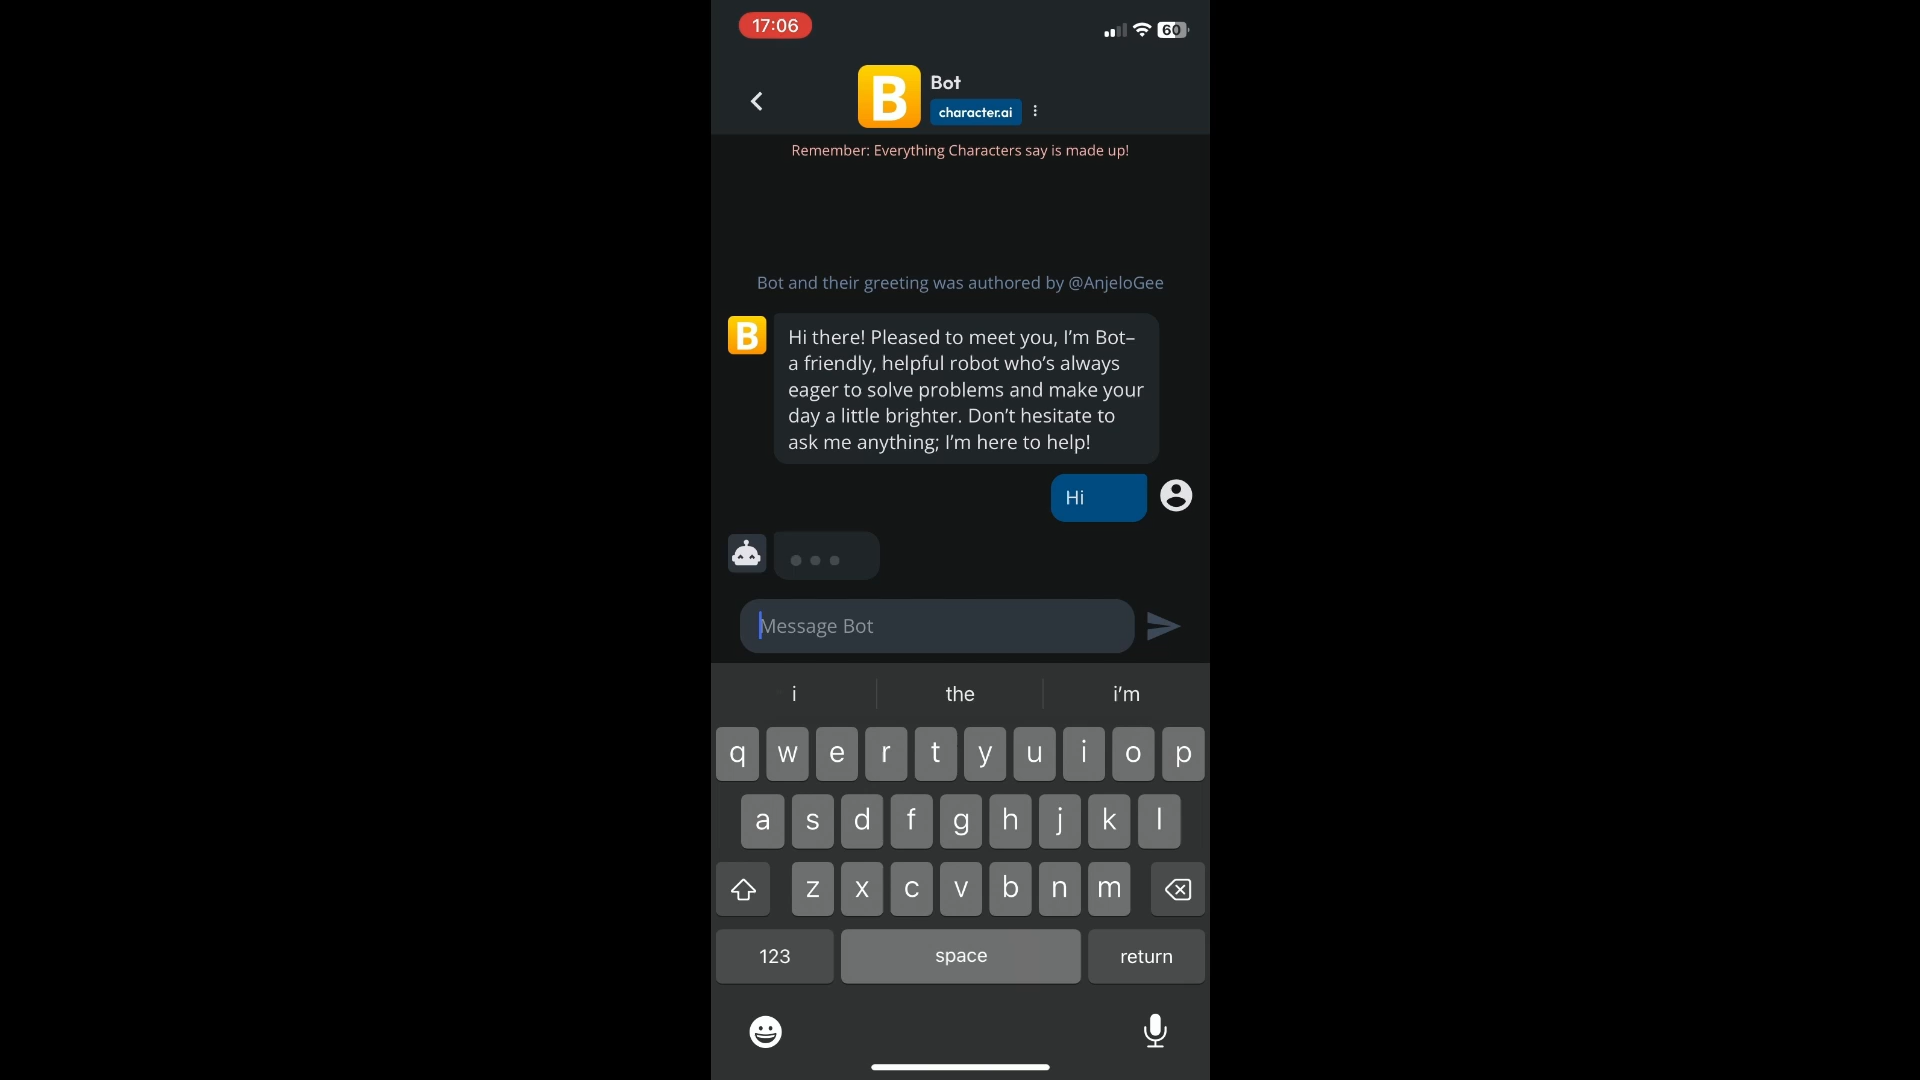 17:06
60
B
Bot
character.ai
Remember: Everything Characters say is made up!
Bot and their greeting was authored by @AnjeloGee
B
Hi there! Pleased to meet you, I'm Bot–
a friendly, helpful robot who's always
eager to solve problems and make your
day a little brighter. Don't hesitate to
ask me anything; I'm here to help!
Hi
Message Bot
i the i'm
q w e r t y u i o p
a s d f g h j k l
z x c v b n m
123 space return